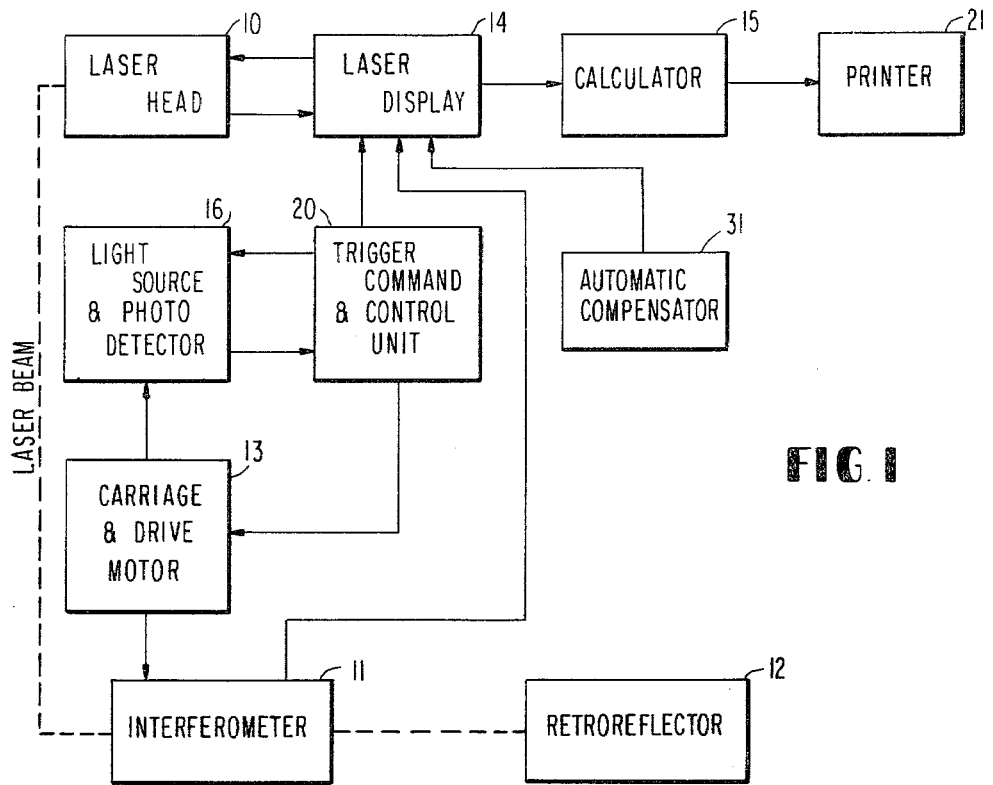 10
LASER
HEAD
14
LASER
DISPLAY
15
CALCULATOR
21
PRINTER
16
LIGHT
SOURCE
& PHOTO
DETECTOR
20
TRIGGER
COMMAND
& CONTROL
UNIT
31
AUTOMATIC
COMPENSATOR
LASER BEAM
13
CARRIAGE
& DRIVE
MOTOR
FIG. 1
11
INTERFEROMETER
12
RETROREFLECTOR